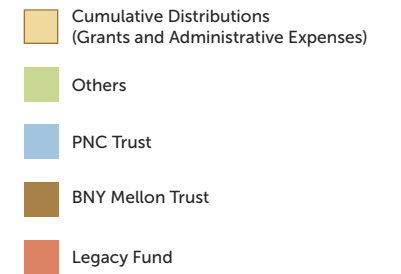 Cumulative Distributions
(Grants and Administrative Expenses)
Others
PNC Trust
BNY Mellon Trust
Legacy Fund